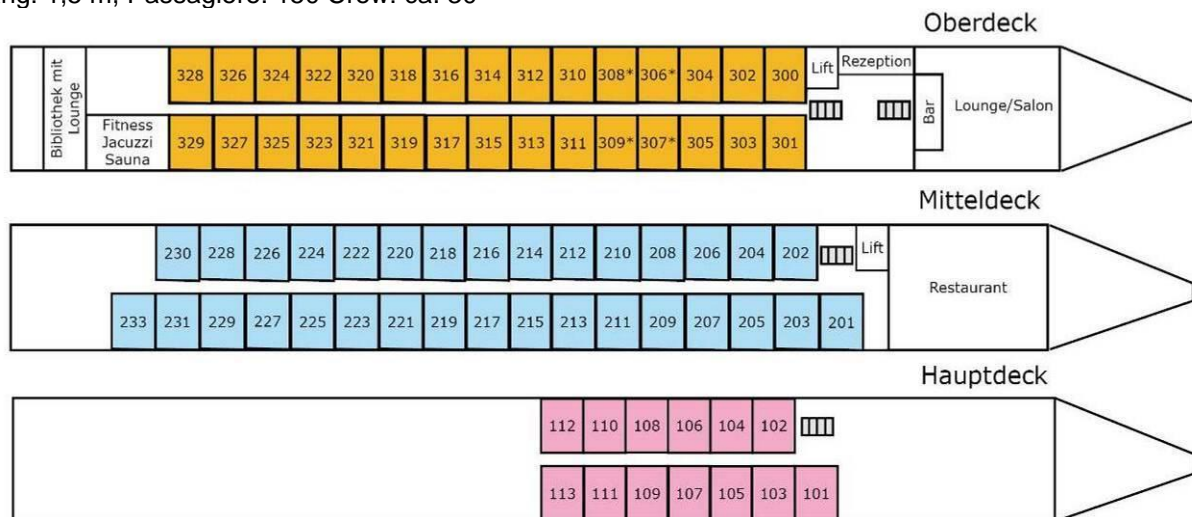 Oberdeck
Bibliothek mit
Lounge
Fitness
Jacuzzi
Sauna
328 326 324 322 320 318 316 314 312 310 308* 306* 304 302 300
Lift
Rezeption
Bar
Lounge/Salon
329 327 325 323 321 319 317 315 313 311 309* 307* 305 303 301
Mitteldeck
230 228 226 224 222 220 218 216 214 212 210 208 206 204 202
Lift
Restaurant
233 231 229 227 225 223 221 219 217 215 213 211 209 207 205 203 201
Hauptdeck
112 110 108 106 104 102
113 111 109 107 105 103 101